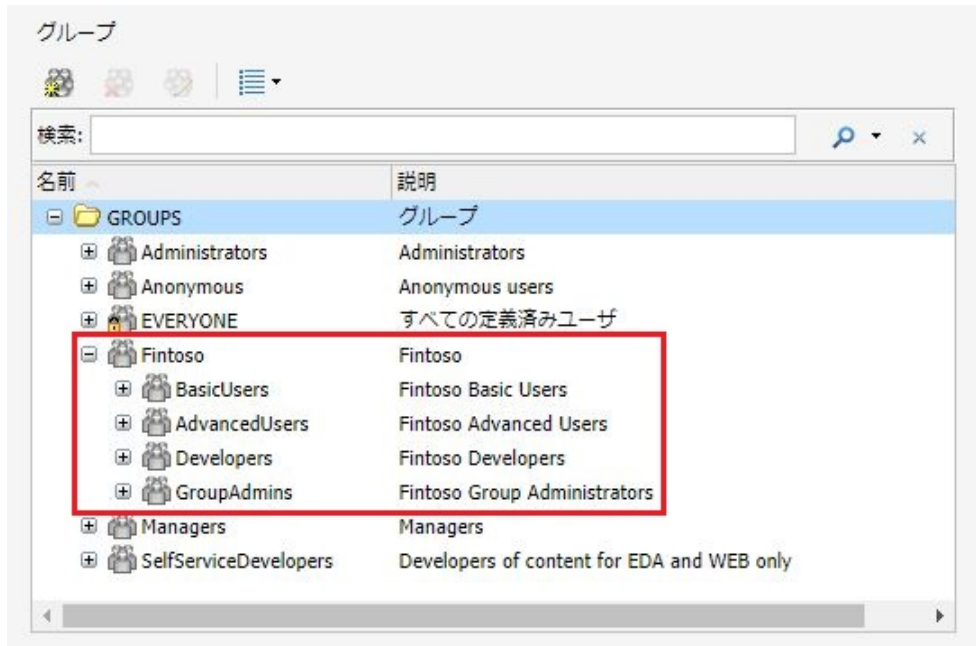 グループ
検索:
名前 説明
GROUPS グループ
Administrators Administrators
Anonymous Anonymous users
EVERYONE すべての定義済みユーザ
Fintoso Fintoso
BasicUsers Fintoso Basic Users
AdvancedUsers Fintoso Advanced Users
Developers Fintoso Developers
GroupAdmins Fintoso Group Administrators
Managers Managers
SelfServiceDevelopers Developers of content for EDA and WEB only